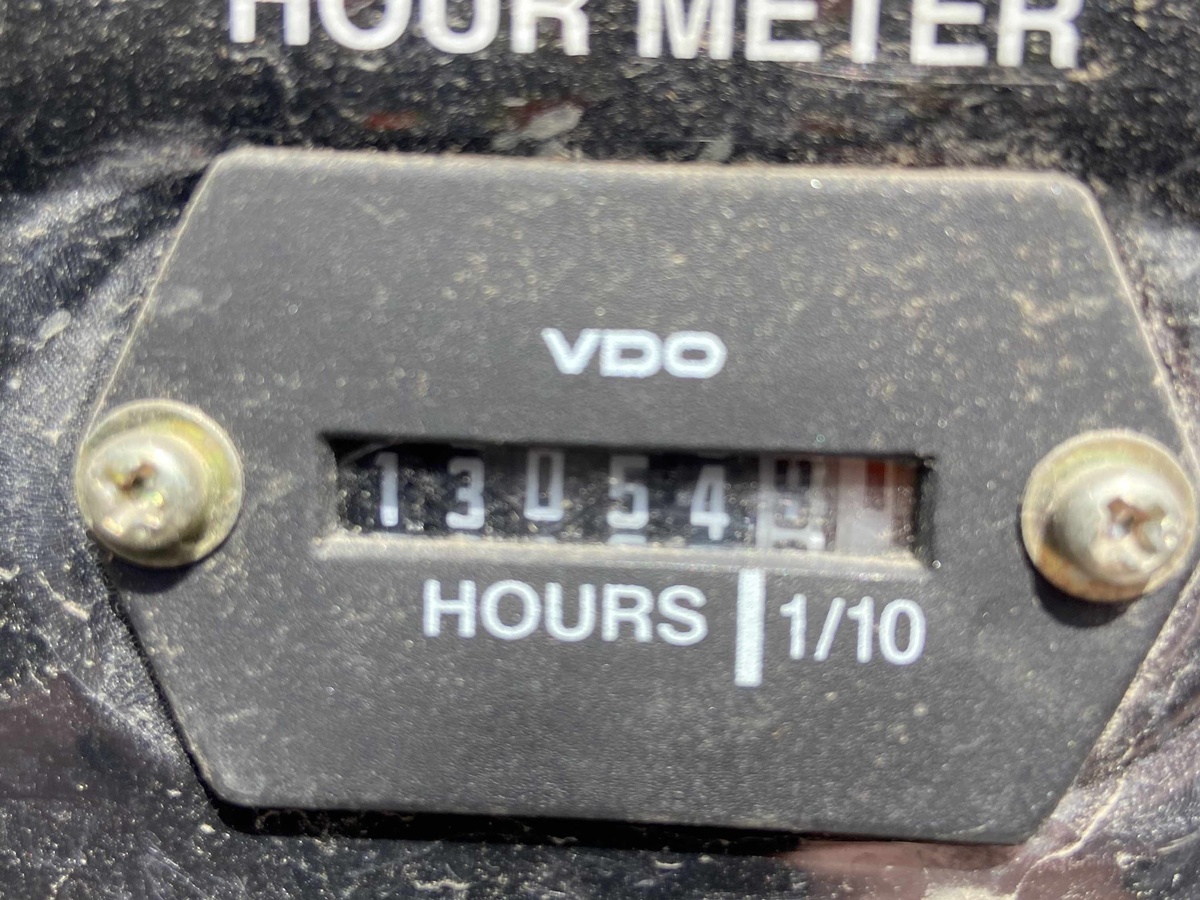 HOUR METER
VDO
13054
HOURS 1/10